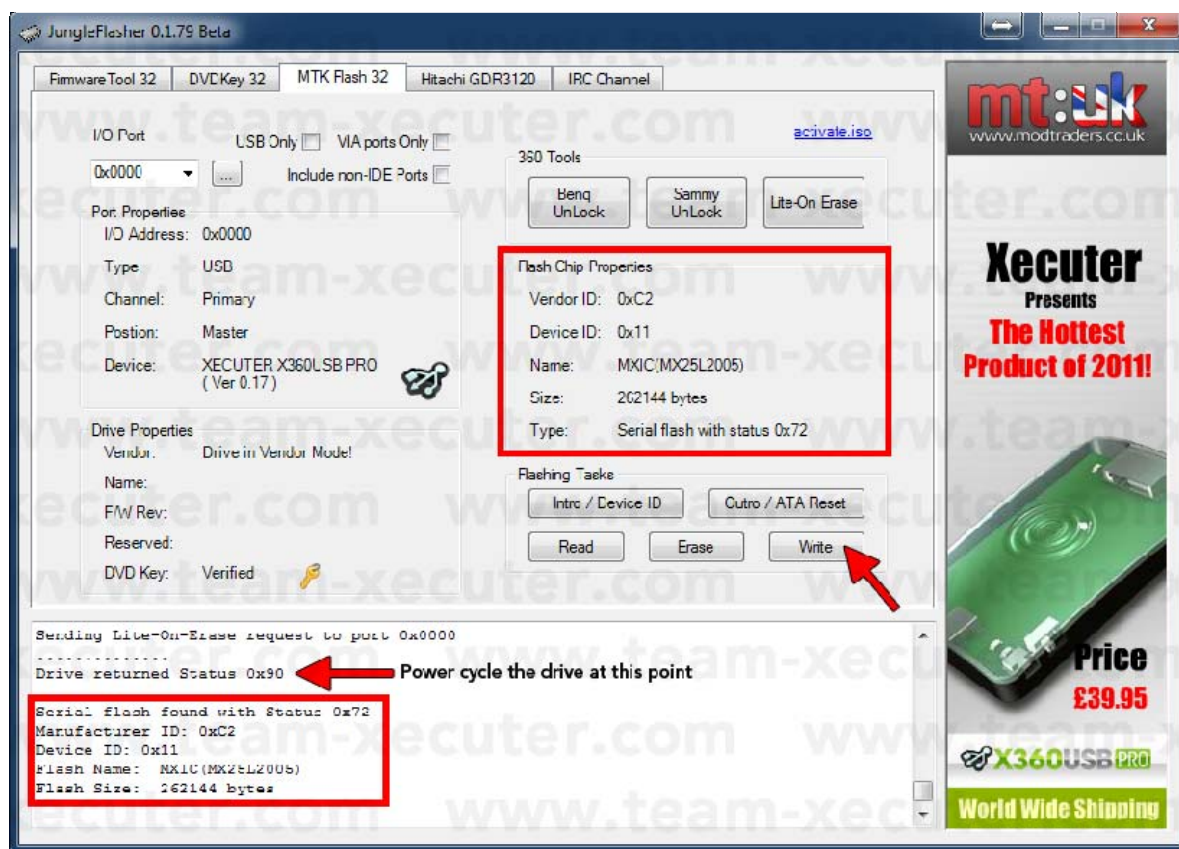 JungleFlasher 0.1.79 Beta
FirmwareTool 32 DVDKey 32 MTK Flash 32 Hitachi GDR3120 IRC Channel
I/O Port USB Only VIA ports Only
0x0000 ... Include non-IDE Ports
activate.iso
Port Properties
I/O Address: 0x0000
Type USB
Channel: Primary
Postion: Master
Device: XECUTER X360USB PRO
( Ver 0.17 )
Drive Properties
Vendor: Drive in Vendor Mode!
Name:
F/W Rev:
Reserved:
DVD Key: Verified
360 Tools
Benq
UnLock
Sammy
UnLock
Lite-On Erase
Flash Chip Properties
Vendor ID: 0xC2
Device ID: 0x11
Name: MXIC(MX25L2005)
Size: 262144 bytes
Type: Serial flash with status 0x72
Flashing Tasks
Intro / Device ID Outro / ATA Reset
Read Erase Write
Sending Lite-On-Erase request to port 0x0000
..............
Drive returned Status 0x90 Power cycle the drive at this point
Serial flash found with Status 0x72
Manufacturer ID: 0xC2
Device ID: 0x11
Flash Name: MXIC(MX25L2005)
Flash Size: 262144 bytes
mt:uk
www.modtraders.cc.uk
Xecuter
Presents
The Hottest
Product of 2011!
Price
£39.95
X360USB PRO
World Wide Shipping
www.team-xecuter.com